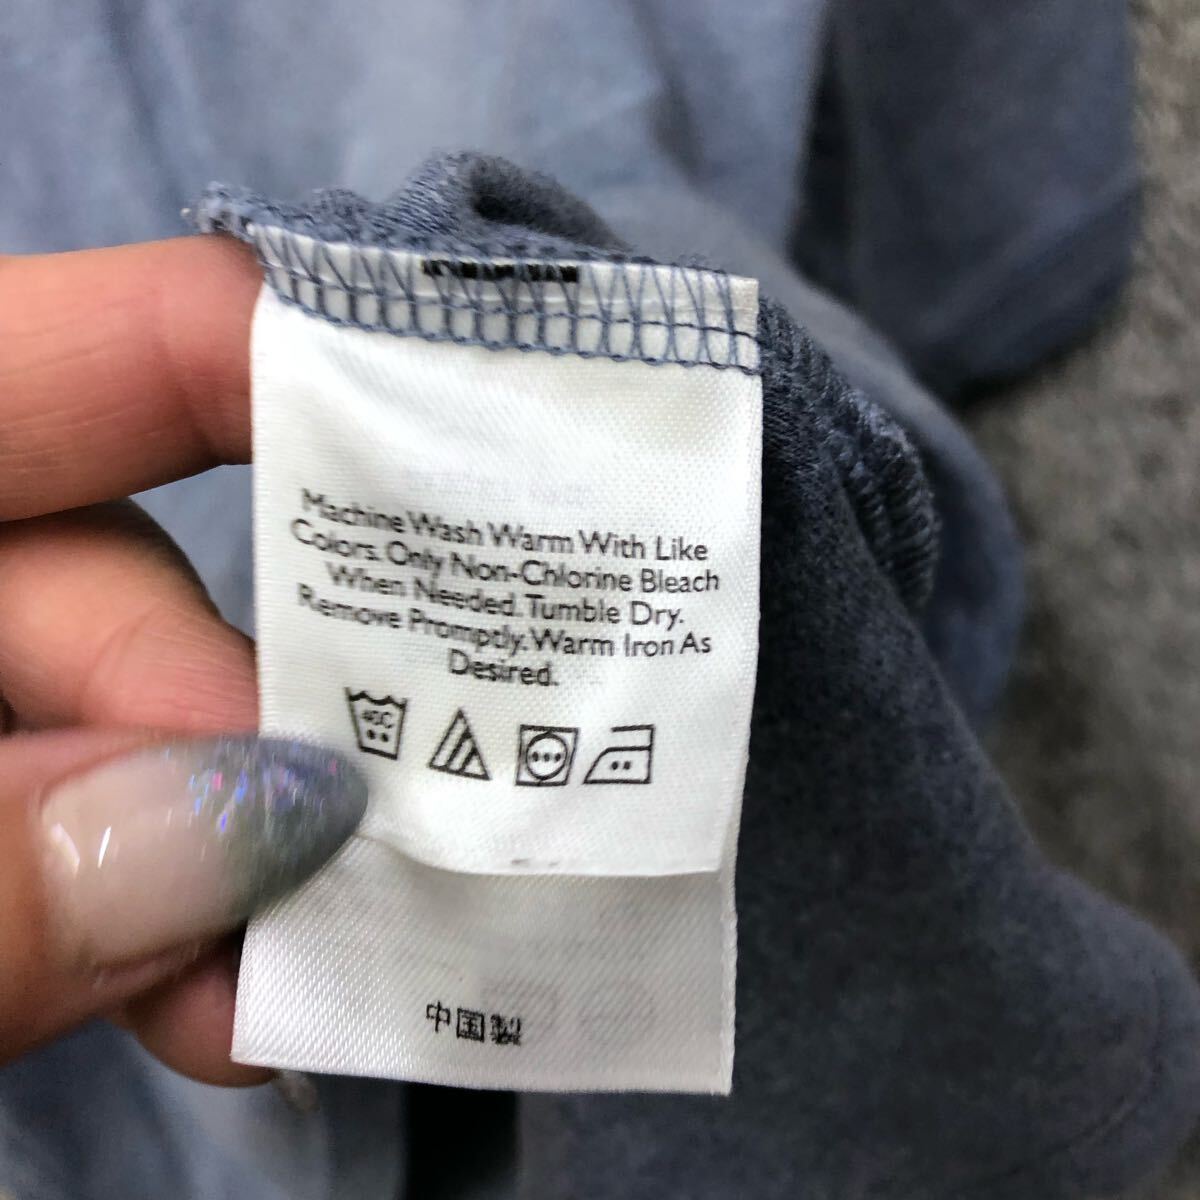 Machine Wash Warm With Like
Colors. Only Non-Chlorine Bleach
When Needed. Tumble Dry.
Remove Promptly. Warm Iron As
Desired.
40C
中国製